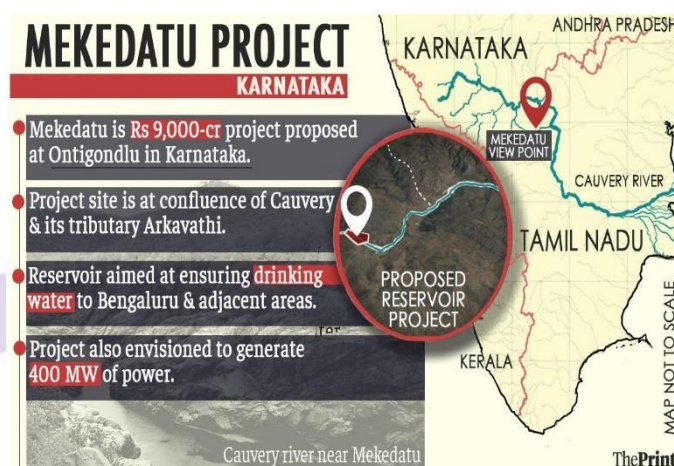 MEKEDATU PROJECT
KARNATAKA
Mekedatu is Rs 9,000-cr project proposed
at Ontigondlu in Karnataka.
Project site is at confluence of Cauvery
& its tributary Arkavathi.
Reservoir aimed at ensuring drinking
water to Bengaluru & adjacent areas.
Project also envisioned to generate
400 MW of power.
Cauvery river near Mekedatu
ANDHRA PRADESH
KARNATAKA
MEKEDATU
VIEW POINT
CAUVERY RIVER
TAMIL NADU
PROPOSED
RESERVOIR
PROJECT
KERALA
MAP NOT TO SCALE
ThePrint